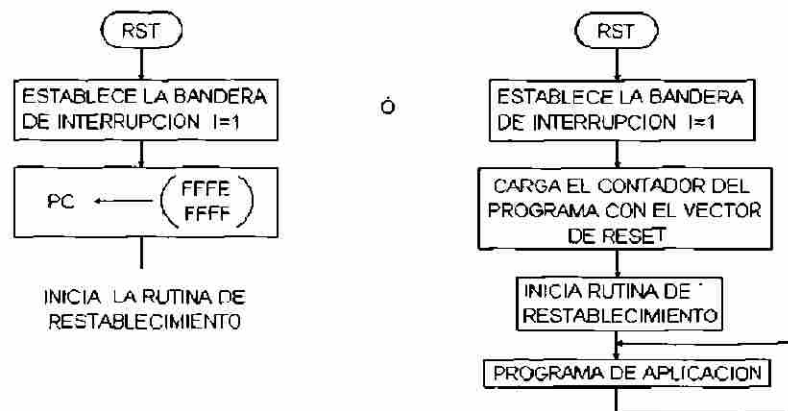 RST
ESTABLECE LA BANDERA
DE INTERRUPCION I=1
PC
FFFE
FFFF
INICIA LA RUTINA DE
RESTABLECIMIENTO
Ó
RST
ESTABLECE LA BANDERA
DE INTERRUPCION I=1
CARGA EL CONTADOR DEL
PROGRAMA CON EL VECTOR
DE RESET
INICIA RUTINA DE
RESTABLECIMIENTO
PROGRAMA DE APLICACION